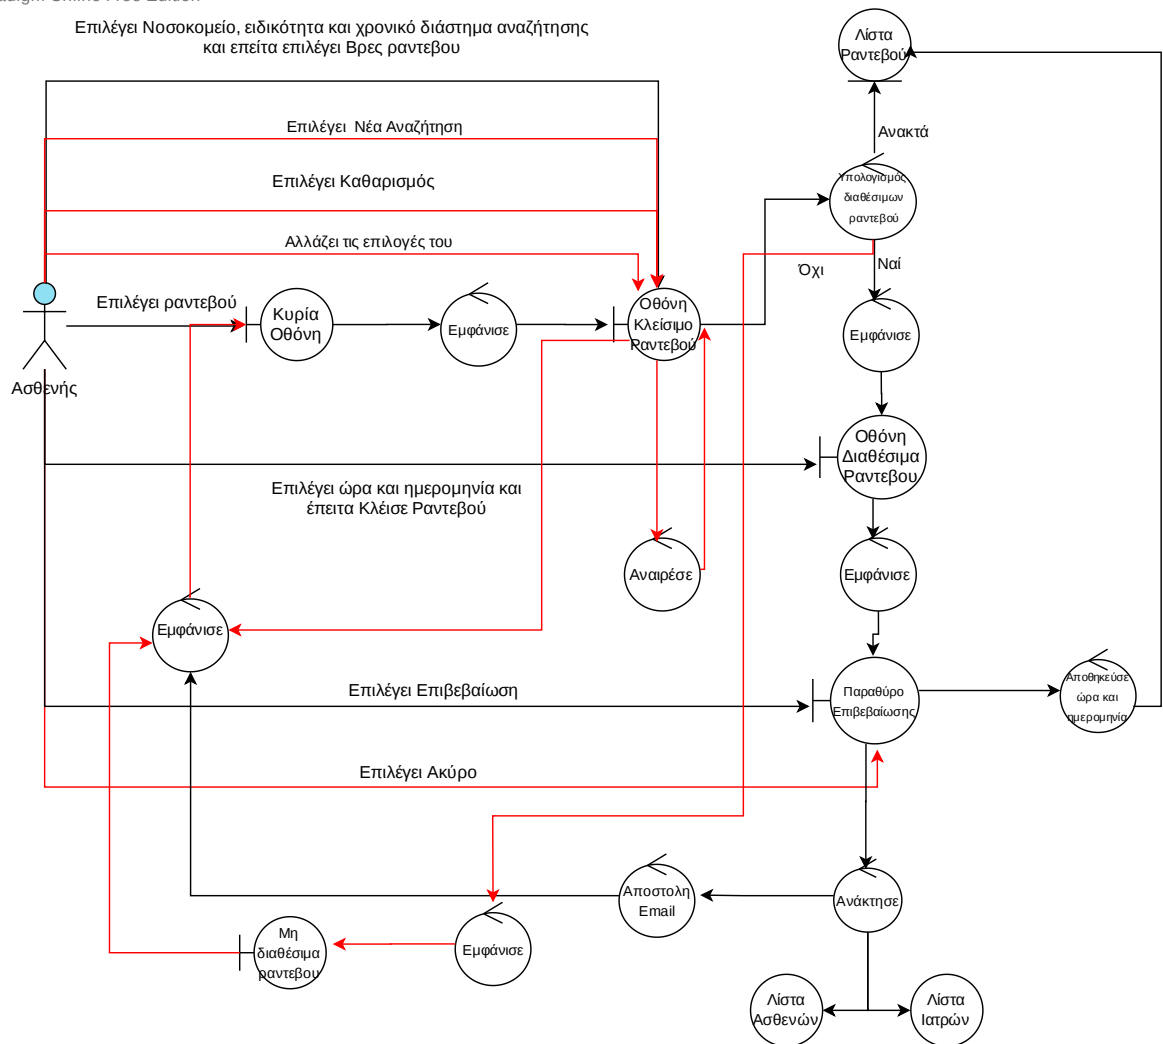 Επιλέγει Νοσοκομείο, ειδικότητα και χρονικό διάστημα αναζήτησης
και επείτα επιλέγει Βρες ραντεβου
Λίστα
Ραντεβού
Επιλέγει Νέα Αναζήτηση
Ανακτά
Επιλέγει Καθαρισμός
Υπολογισμός
διαθέσιμων
ραντεβού
Αλλάζει τις επιλογές του
Όχι
Ναί
Επιλέγει ραντεβού
Κυρία
Οθόνη
Εμφάνισε
Οθόνη
Κλείσιμο
Ραντεβού
Εμφάνισε
Ασθενής
Οθόνη
Διαθέσιμα
Ραντεβου
Επιλέγει ώρα και ημερομηνία και
έπειτα Κλέισε Ραντεβού
Αναιρέσε
Εμφάνισε
Εμφάνισε
Επιλέγει Επιβεβαίωση
Παραθύρο
Επιβεβαίωσης
Αποθηκεύσε
ώρα και
ημερομηνία
Επιλέγει Ακύρο
Αποστολη
Email
Ανάκτησε
Μη
διαθέσιμα
ραντεβου
Εμφάνισε
Λίστα
Ασθενών
Λίστα
Ιατρών